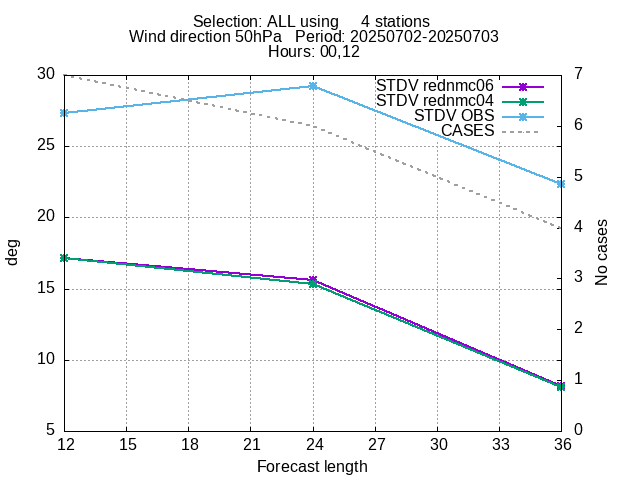 Selection: ALL using     4 stations
Wind direction 50hPa   Period: 20250702-20250703
Hours: 00,12
STDV rednmc06
STDV rednmc04
STDV OBS
CASES
30
25
20
15
10
5
7
6
5
4
3
2
1
0
deg
No cases
12 15 18 21 24 27 30 33 36
Forecast length